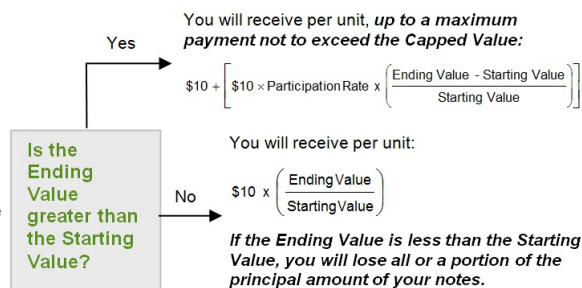 You will receive per unit, up to a maximum
payment not to exceed the Capped Value:
Yes
$10 + [ $10 × Participation Rate x ( Ending Value - Starting Value
Starting Value ) ]
Is the
Ending
Value
greater than
the Starting
Value?
You will receive per unit:
No
$10 x ( Ending Value
Starting Value )
If the Ending Value is less than the Starting
Value, you will lose all or a portion of the
principal amount of your notes.